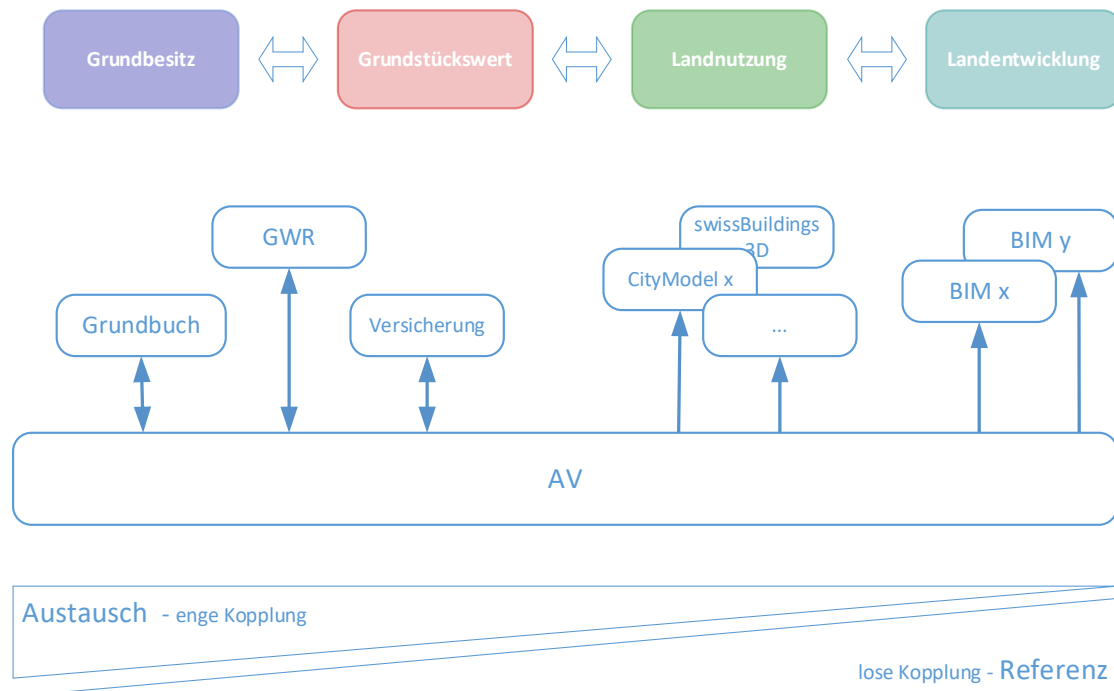 Grundbesitz
Grundstückswert
Landnutzung
Landentwicklung
GWR
swissBuildings
3D
BIM y
CityModel x
BIM x
Grundbuch
Versicherung
...
AV
Austausch - enge Kopplung
lose Kopplung - Referenz